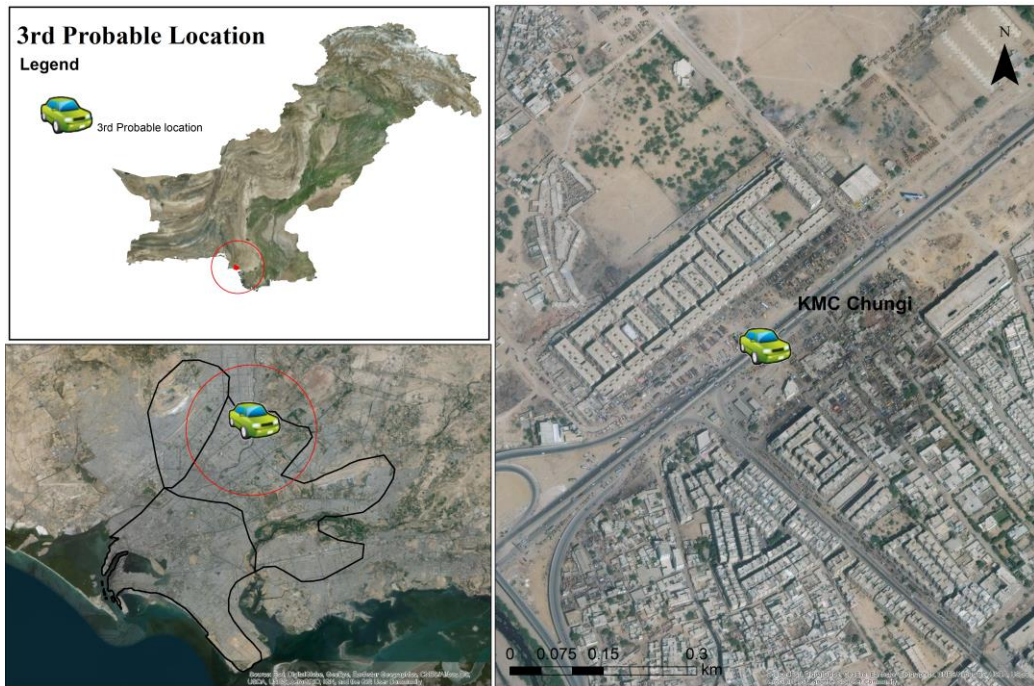 3rd Probable Location
Legend
3rd Probable location
N
KMC Chungi
0 0.075 0.15 0.3
km